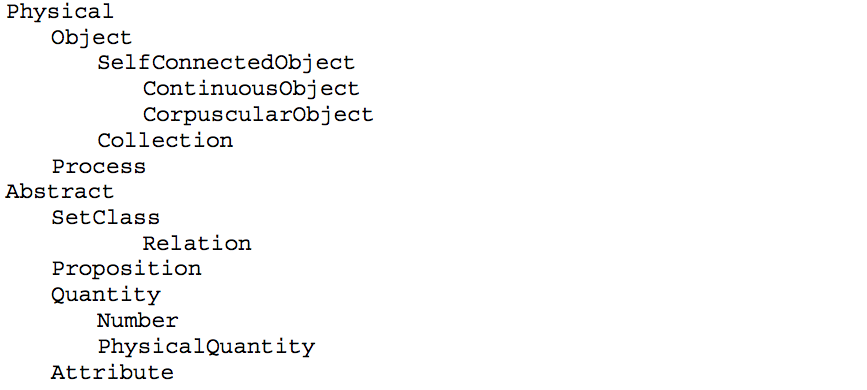 Physical
    Object
        SelfConnectedObject
            ContinuousObject
            CorpuscularObject
        Collection
    Process
Abstract
    SetClass
            Relation
    Proposition
    Quantity
        Number
        PhysicalQuantity
    Attribute